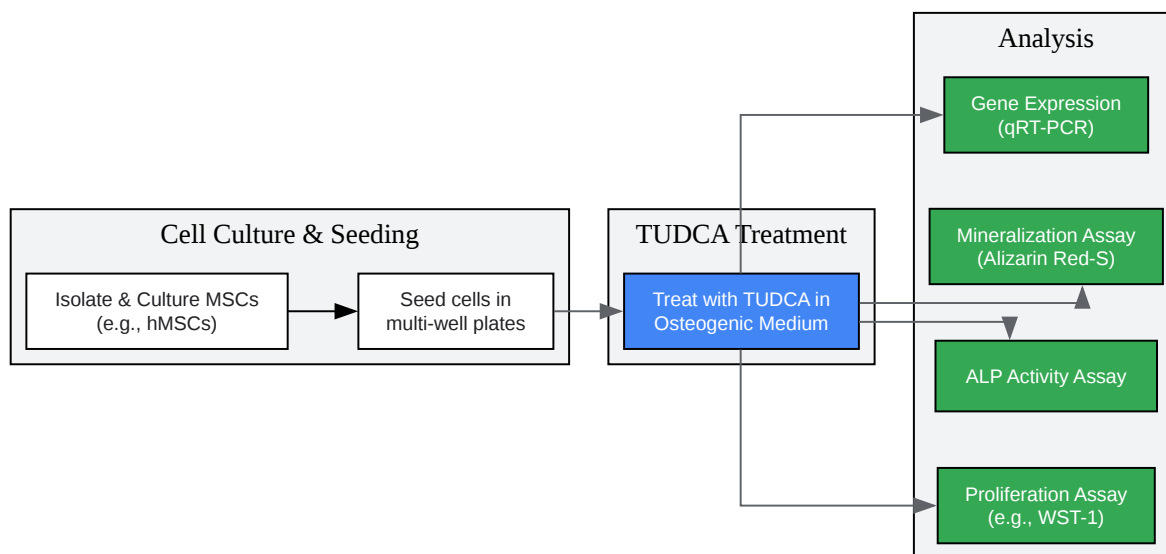 Cell Culture & Seeding
Isolate & Culture MSCs
(e.g., hMSCs)
Seed cells in
multi-well plates
TUDCA Treatment
Treat with TUDCA in
Osteogenic Medium
Analysis
Gene Expression
(qRT-PCR)
Mineralization Assay
(Alizarin Red-S)
ALP Activity Assay
Proliferation Assay
(e.g., WST-1)